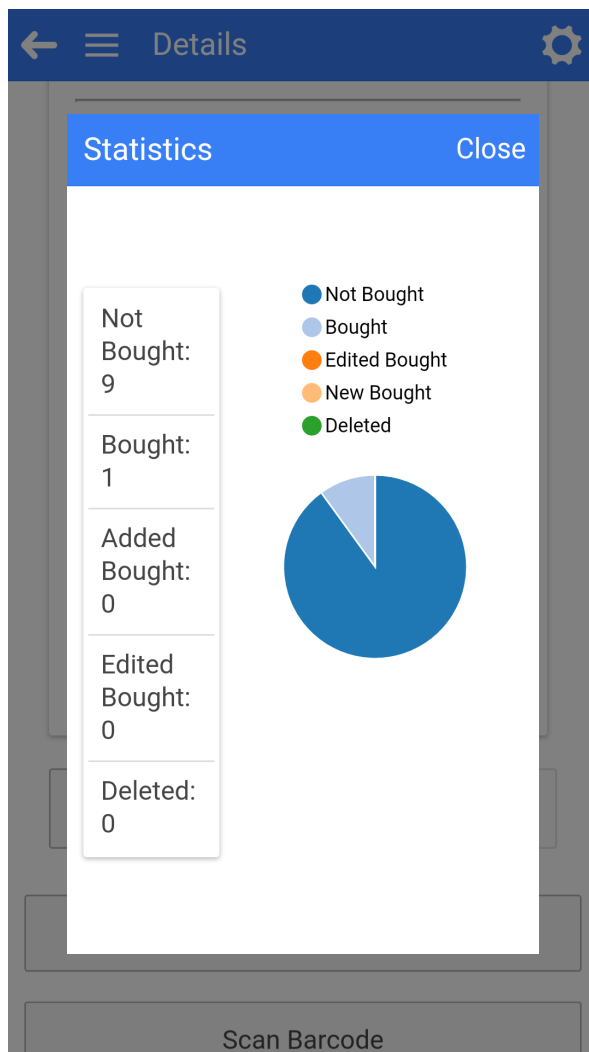 Details
Statistics
Close
Not
Bought:
9
Bought:
1
Added
Bought:
0
Edited
Bought:
0
Deleted:
0
Not Bought
Bought
Edited Bought
New Bought
Deleted
Scan Barcode